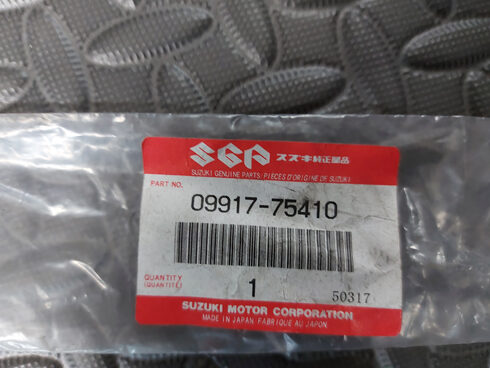 SGP スズキ純正部品
SUZUKI GENUINE PARTS/PIECES D'ORIGINE DE SUZUKI
PART NO.
09917-75410
QUANTITY
(QUANTITÉ)
1
50317
SUZUKI MOTOR CORPORATION
MADE IN JAPAN FABRIQUE AU JAPON